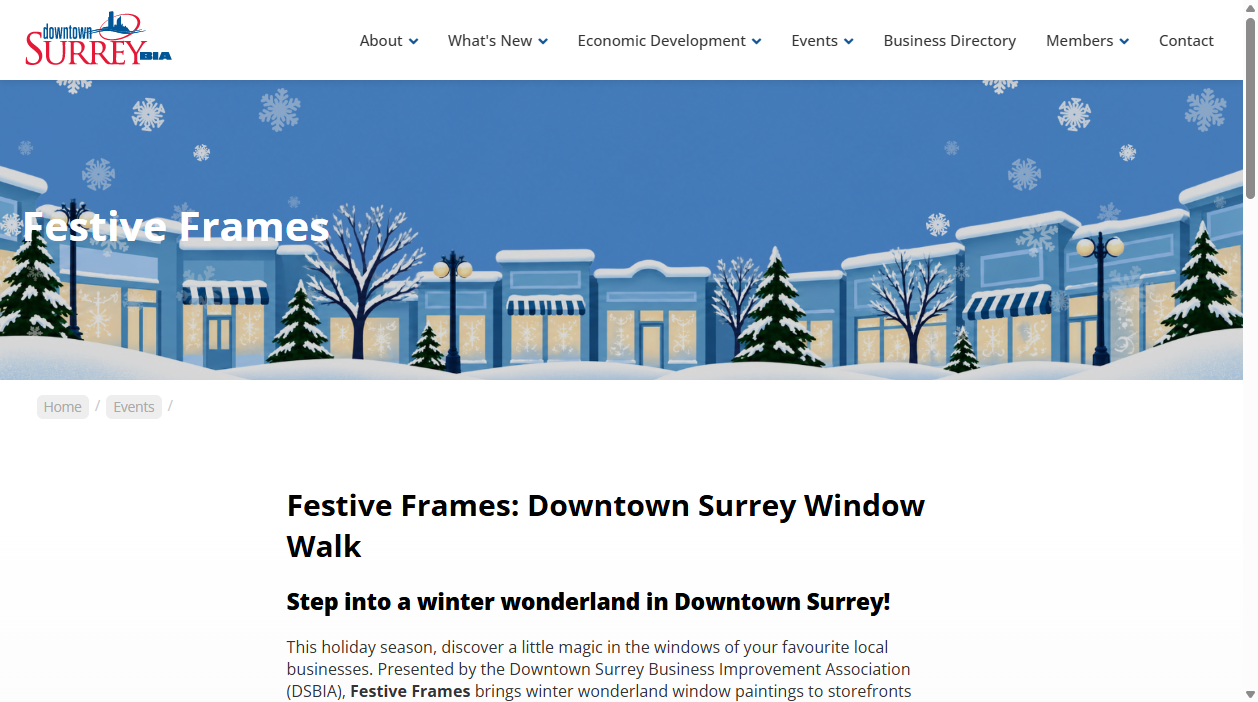 downtown
SURREY BIA
About
What's New
Economic Development
Events
Business Directory
Members
Contact
Festive Frames
Home / Events /
Festive Frames: Downtown Surrey Window
Walk
Step into a winter wonderland in Downtown Surrey!
This holiday season, discover a little magic in the windows of your favourite local
businesses. Presented by the Downtown Surrey Business Improvement Association
(DSBIA), Festive Frames brings winter wonderland window paintings to storefronts